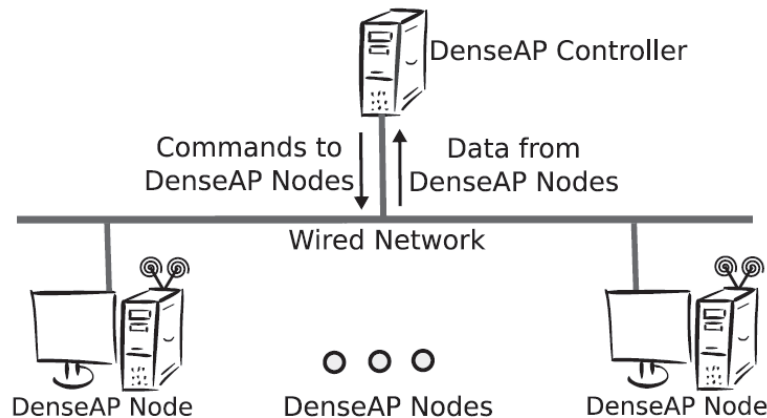 DenseAP Controller
Commands to
DenseAP Nodes
Data from
DenseAP Nodes
Wired Network
DenseAP Node
DenseAP Nodes
DenseAP Node